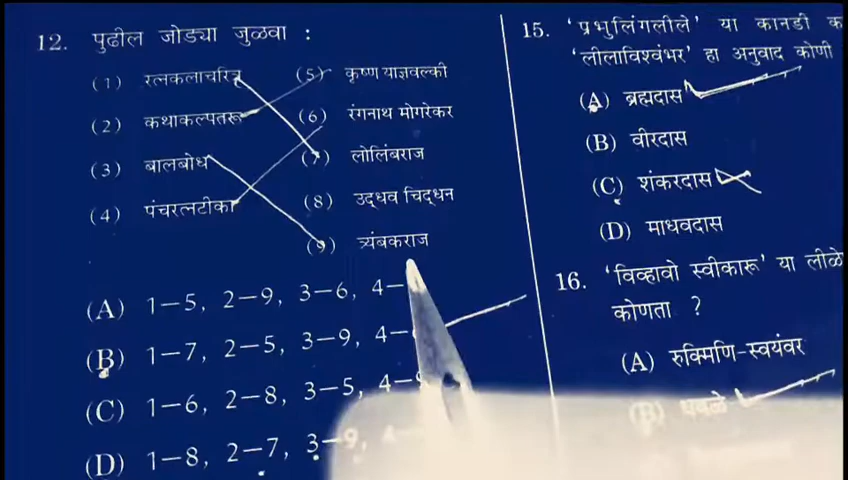 12. पुढील जोड्या जुळवा :
(1) रत्नकलाचरित्र (5) कृष्ण याज्ञवल्की
(2) कथाकल्पतरू (6) रंगनाथ मोगरेकर
(3) बालबोध (7) लोलिंबराज
(4) पंचरत्नटीका (8) उद्धव चिद्धन
(9) त्र्यंबकराज
(A) 1–5, 2–9, 3–6, 4–
(B) 1–7, 2–5, 3–9, 4–
(C) 1–6, 2–8, 3–5, 4–
(D) 1–8, 2–7, 3–9, 4–
15. 'प्रभुलिंगलीले' या कानडी
'लीलाविश्वंभर' हा अनुवाद कोणी
(A) ब्रह्मदास
(B) वीरदास
(C) शंकरदास
(D) माधवदास
16. 'विव्हावो स्वीकारू' या लीळे
कोणता ?
(A) रुक्मिणि-स्वयंवर
(B) धवळे